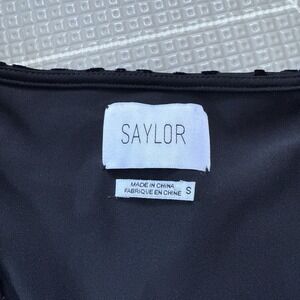 SAYLOR
MADE IN CHINA
FABRIQUE EN CHINE
S